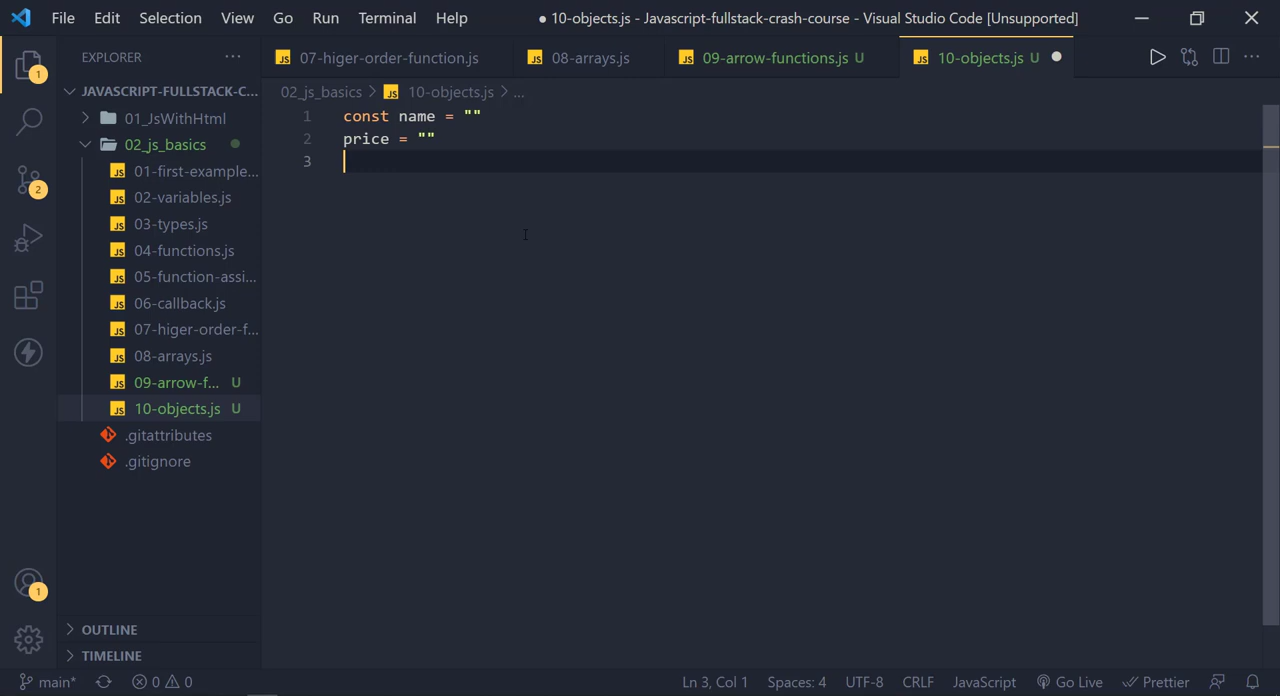 File Edit Selection View Go Run Terminal Help ● 10-objects.js - Javascript-fullstack-crash-course - Visual Studio Code [Unsupported]
EXPLORER ...
07-higer-order-function.js 08-arrays.js 09-arrow-functions.js U 10-objects.js U
JAVASCRIPT-FULLSTACK-C...
01_JsWithHtml
02_js_basics
01-first-example...
02-variables.js
03-types.js
04-functions.js
05-function-assi...
06-callback.js
07-higer-order-f...
08-arrays.js
09-arrow-f... U
10-objects.js U
.gitattributes
.gitignore
OUTLINE
TIMELINE
02_js_basics > JS 10-objects.js > ...
1 const name = ""
2 price = ""
3
1
2
1
main* 0 0 Ln 3, Col 1 Spaces: 4 UTF-8 CRLF JavaScript Go Live Prettier